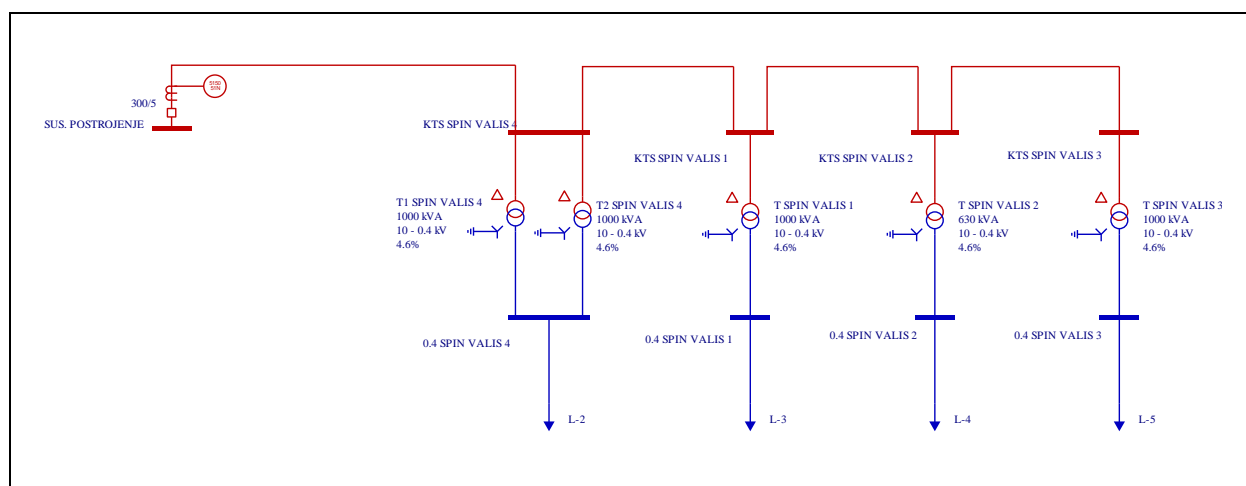 51/50
51N
300/5
SUS. POSTROJENJE
KTS SPIN VALIS 4
KTS SPIN VALIS 1
KTS SPIN VALIS 2
KTS SPIN VALIS 3
T1 SPIN VALIS 4
1000 kVA
10 - 0.4 kV
4.6%
T2 SPIN VALIS 4
1000 kVA
10 - 0.4 kV
4.6%
T SPIN VALIS 1
1000 kVA
10 - 0.4 kV
4.6%
T SPIN VALIS 2
630 kVA
10 - 0.4 kV
4.6%
T SPIN VALIS 3
1000 kVA
10 - 0.4 kV
4.6%
0.4 SPIN VALIS 4
0.4 SPIN VALIS 1
0.4 SPIN VALIS 2
0.4 SPIN VALIS 3
L-2
L-3
L-4
L-5